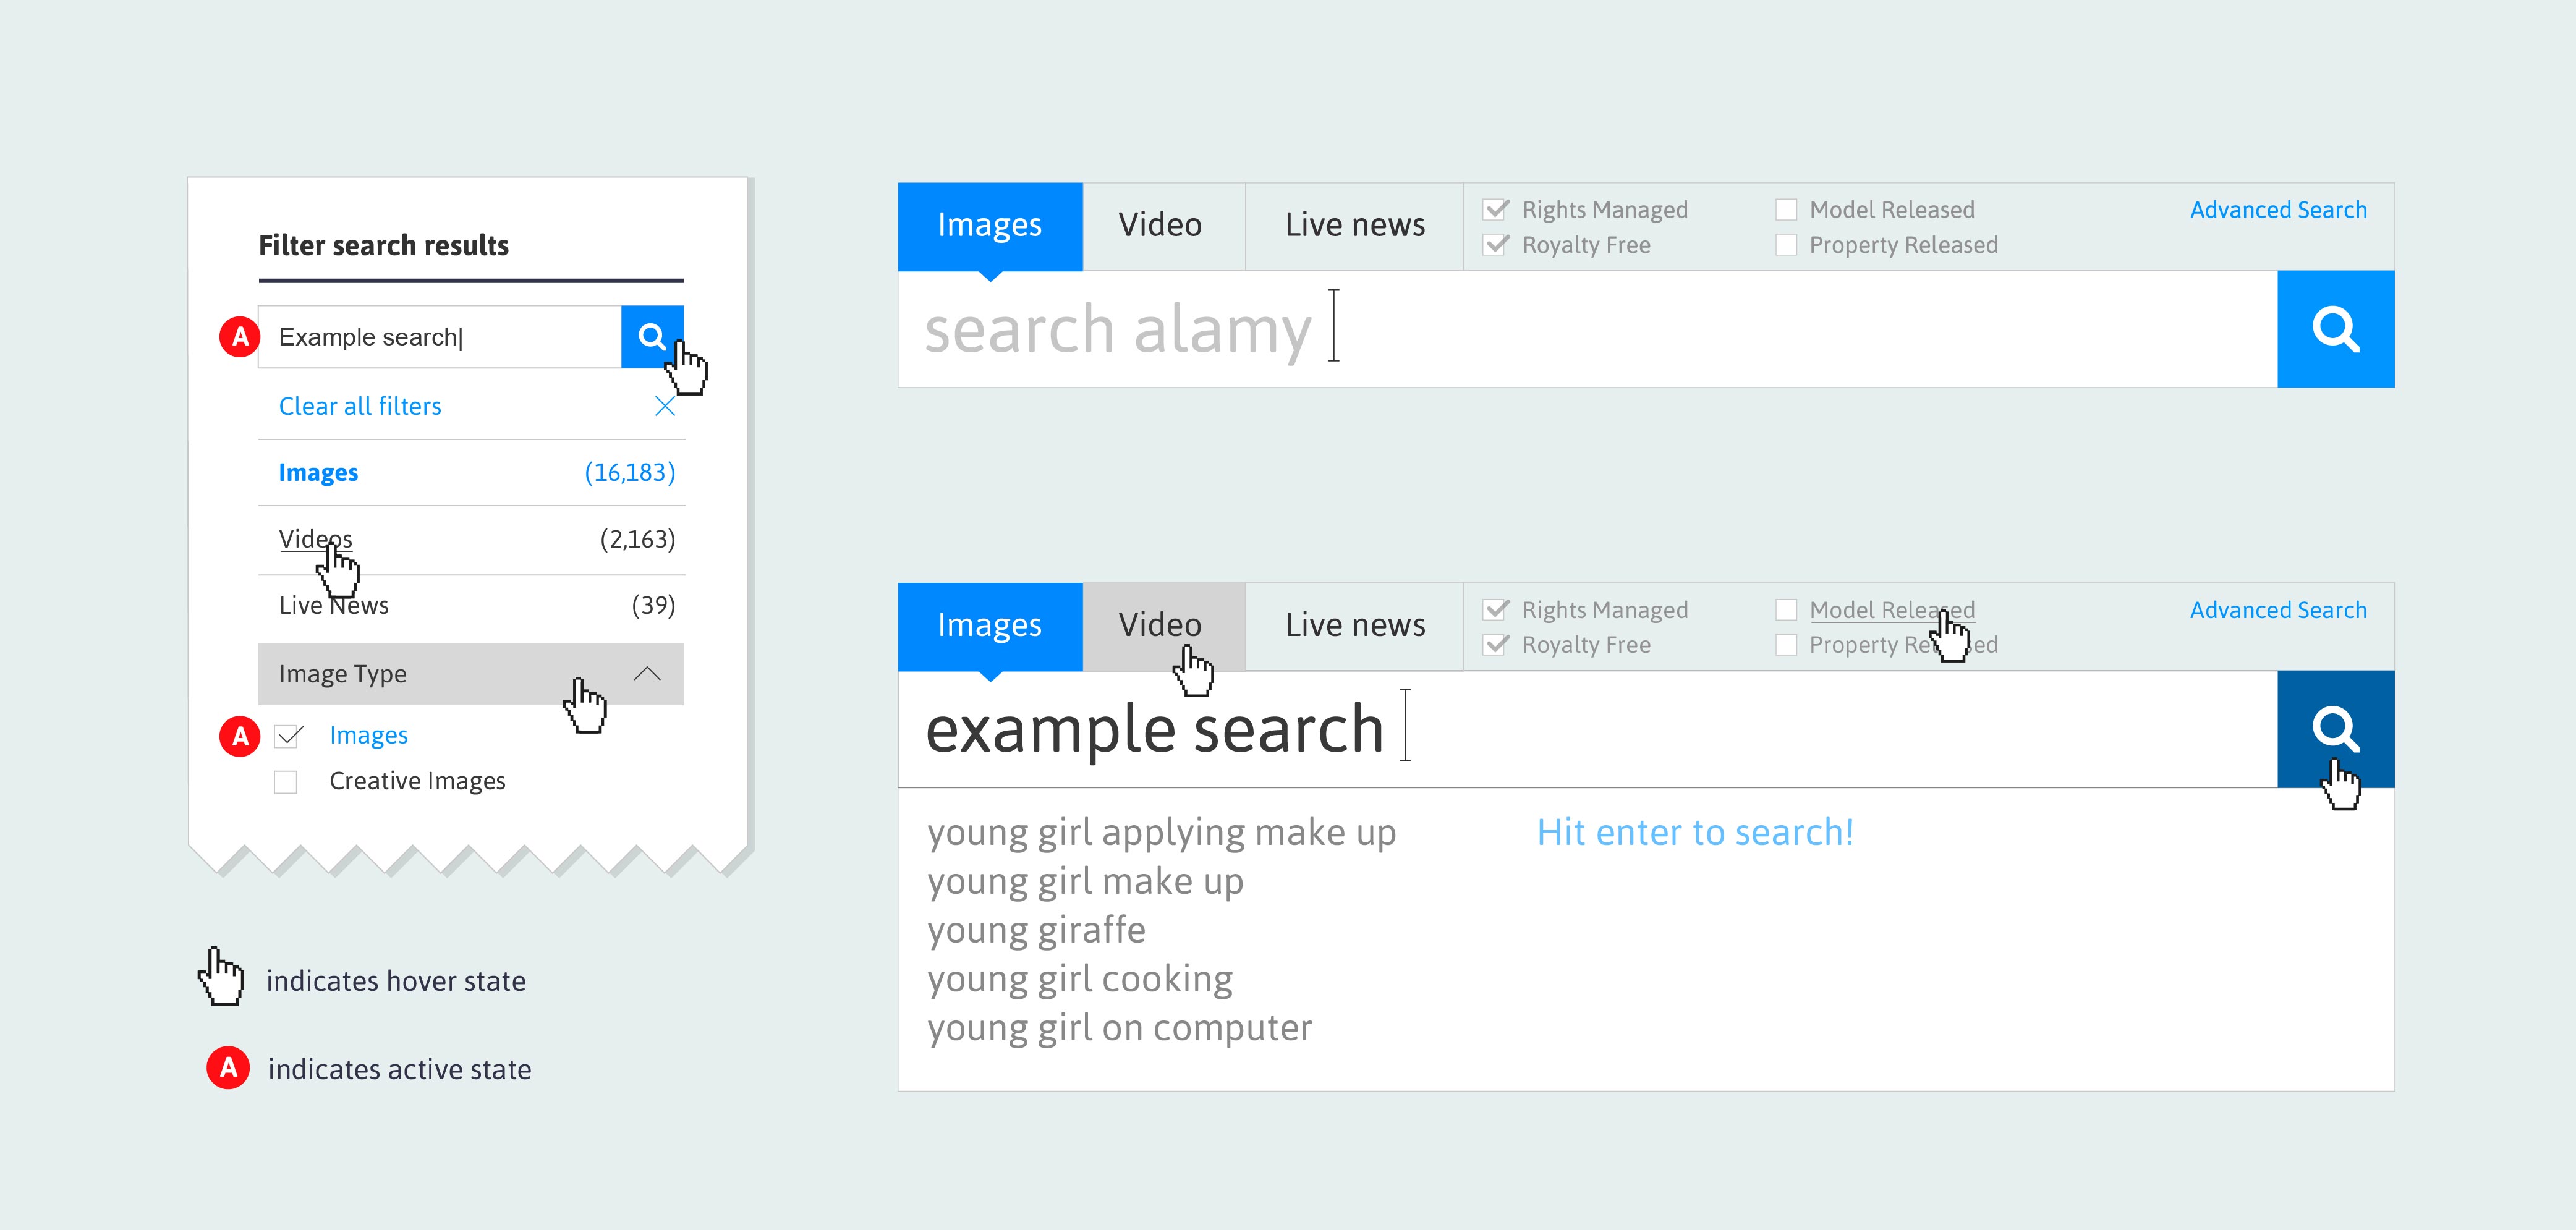 Filter search results
A Example search
Clear all filters
Images (16,183)
Videos (2,163)
Live News (39)
Image Type
A Images
Creative Images
indicates hover state
A indicates active state
Images Video Live news
Rights Managed Model Released Advanced Search
Royalty Free Property Released
search alamy
Images Video Live news
Rights Managed Model Released Advanced Search
Royalty Free Property Released
example search
young girl applying make up Hit enter to search!
young girl make up
young giraffe
young girl cooking
young girl on computer